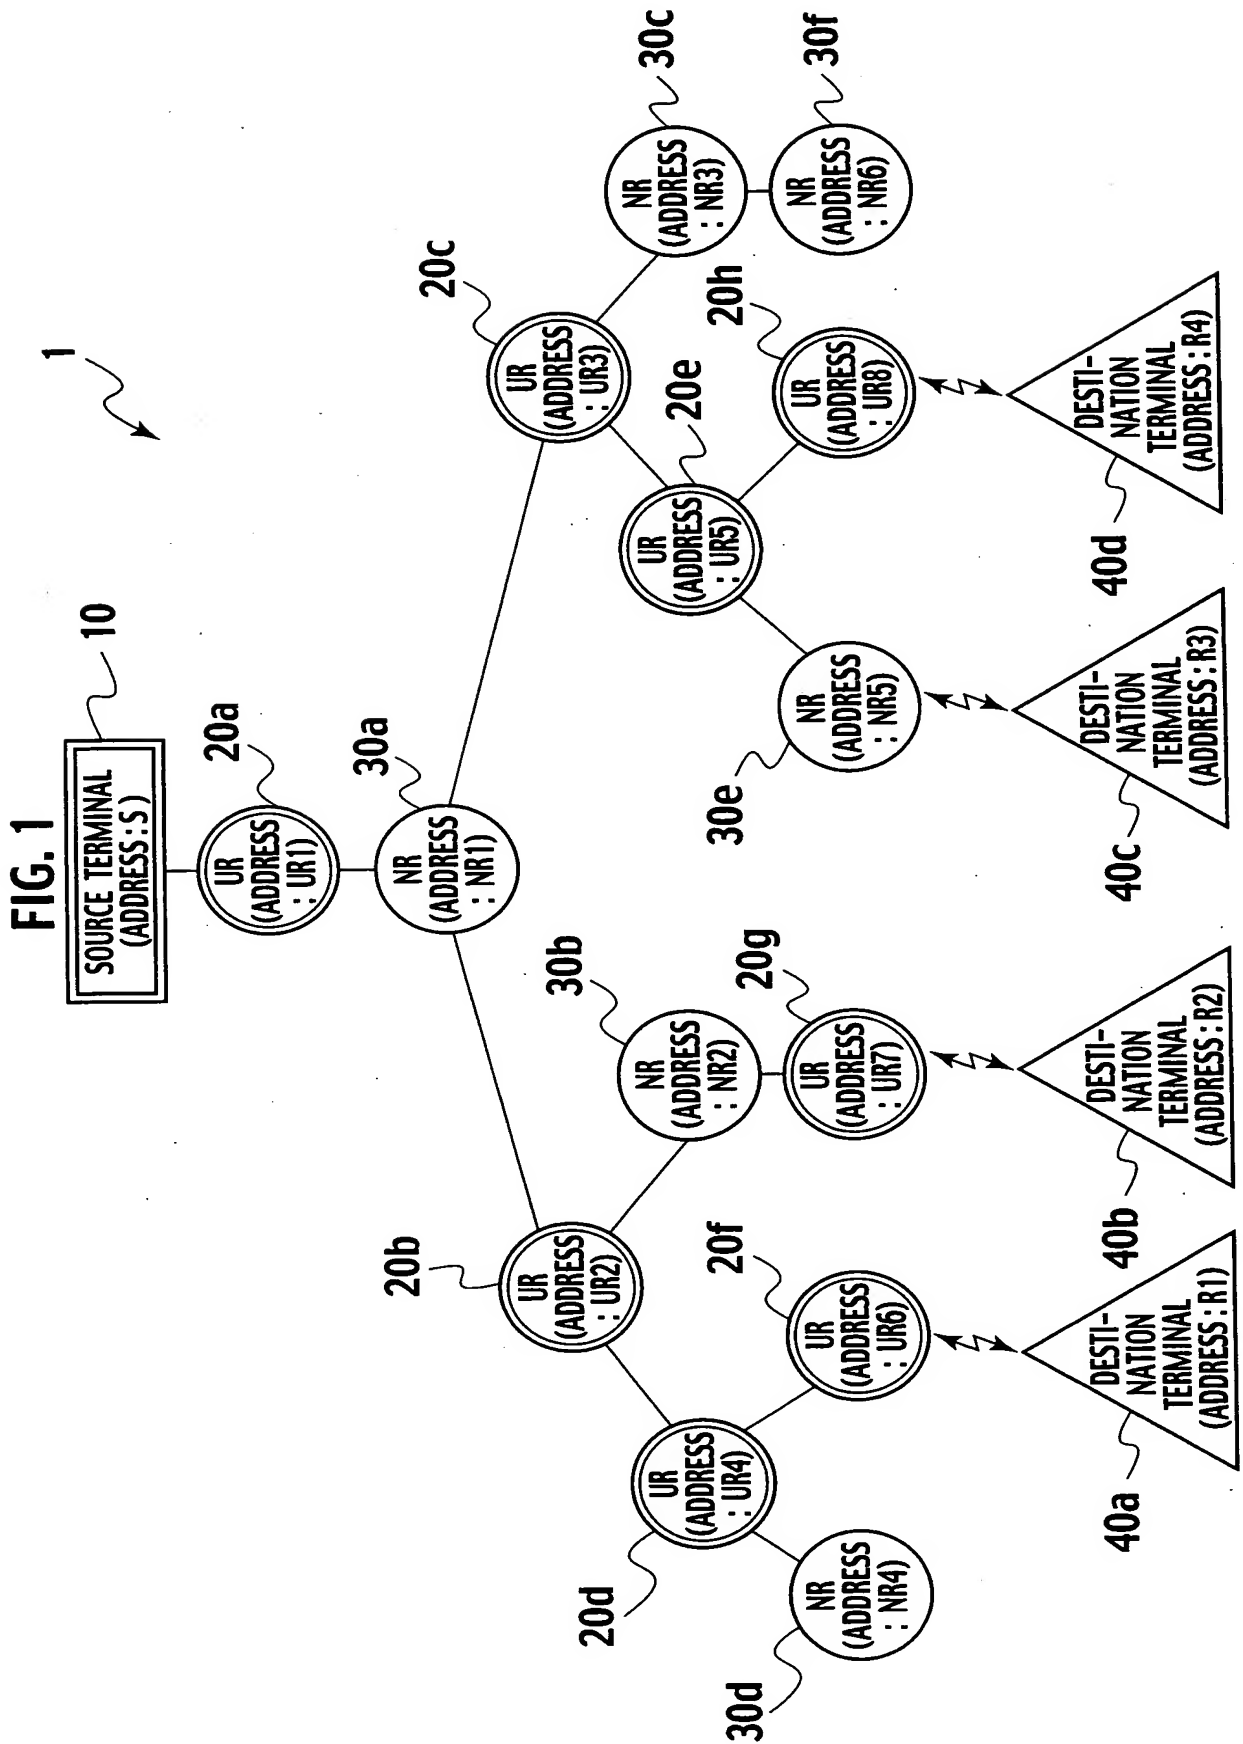 FIG. 1
1
SOURCE TERMINAL
(ADDRESS:S)
10
UR
(ADDRESS
: UR1)
20a
NR
(ADDRESS
: NR1)
30a
UR
(ADDRESS
: UR2)
20b
UR
(ADDRESS
: UR3)
20c
UR
(ADDRESS
: UR4)
20d
NR
(ADDRESS
: NR2)
30b
UR
(ADDRESS
: UR5)
20e
NR
(ADDRESS
: NR3)
30c
NR
(ADDRESS
: NR4)
30d
UR
(ADDRESS
: UR6)
20f
UR
(ADDRESS
: UR7)
20g
NR
(ADDRESS
: NR5)
30e
UR
(ADDRESS
: UR8)
20h
NR
(ADDRESS
: NR6)
30f
DESTI-
NATION
TERMINAL
(ADDRESS:R1)
40a
DESTI-
NATION
TERMINAL
(ADDRESS:R2)
40b
DESTI-
NATION
TERMINAL
(ADDRESS:R3)
40c
DESTI-
NATION
TERMINAL
(ADDRESS:R4)
40d